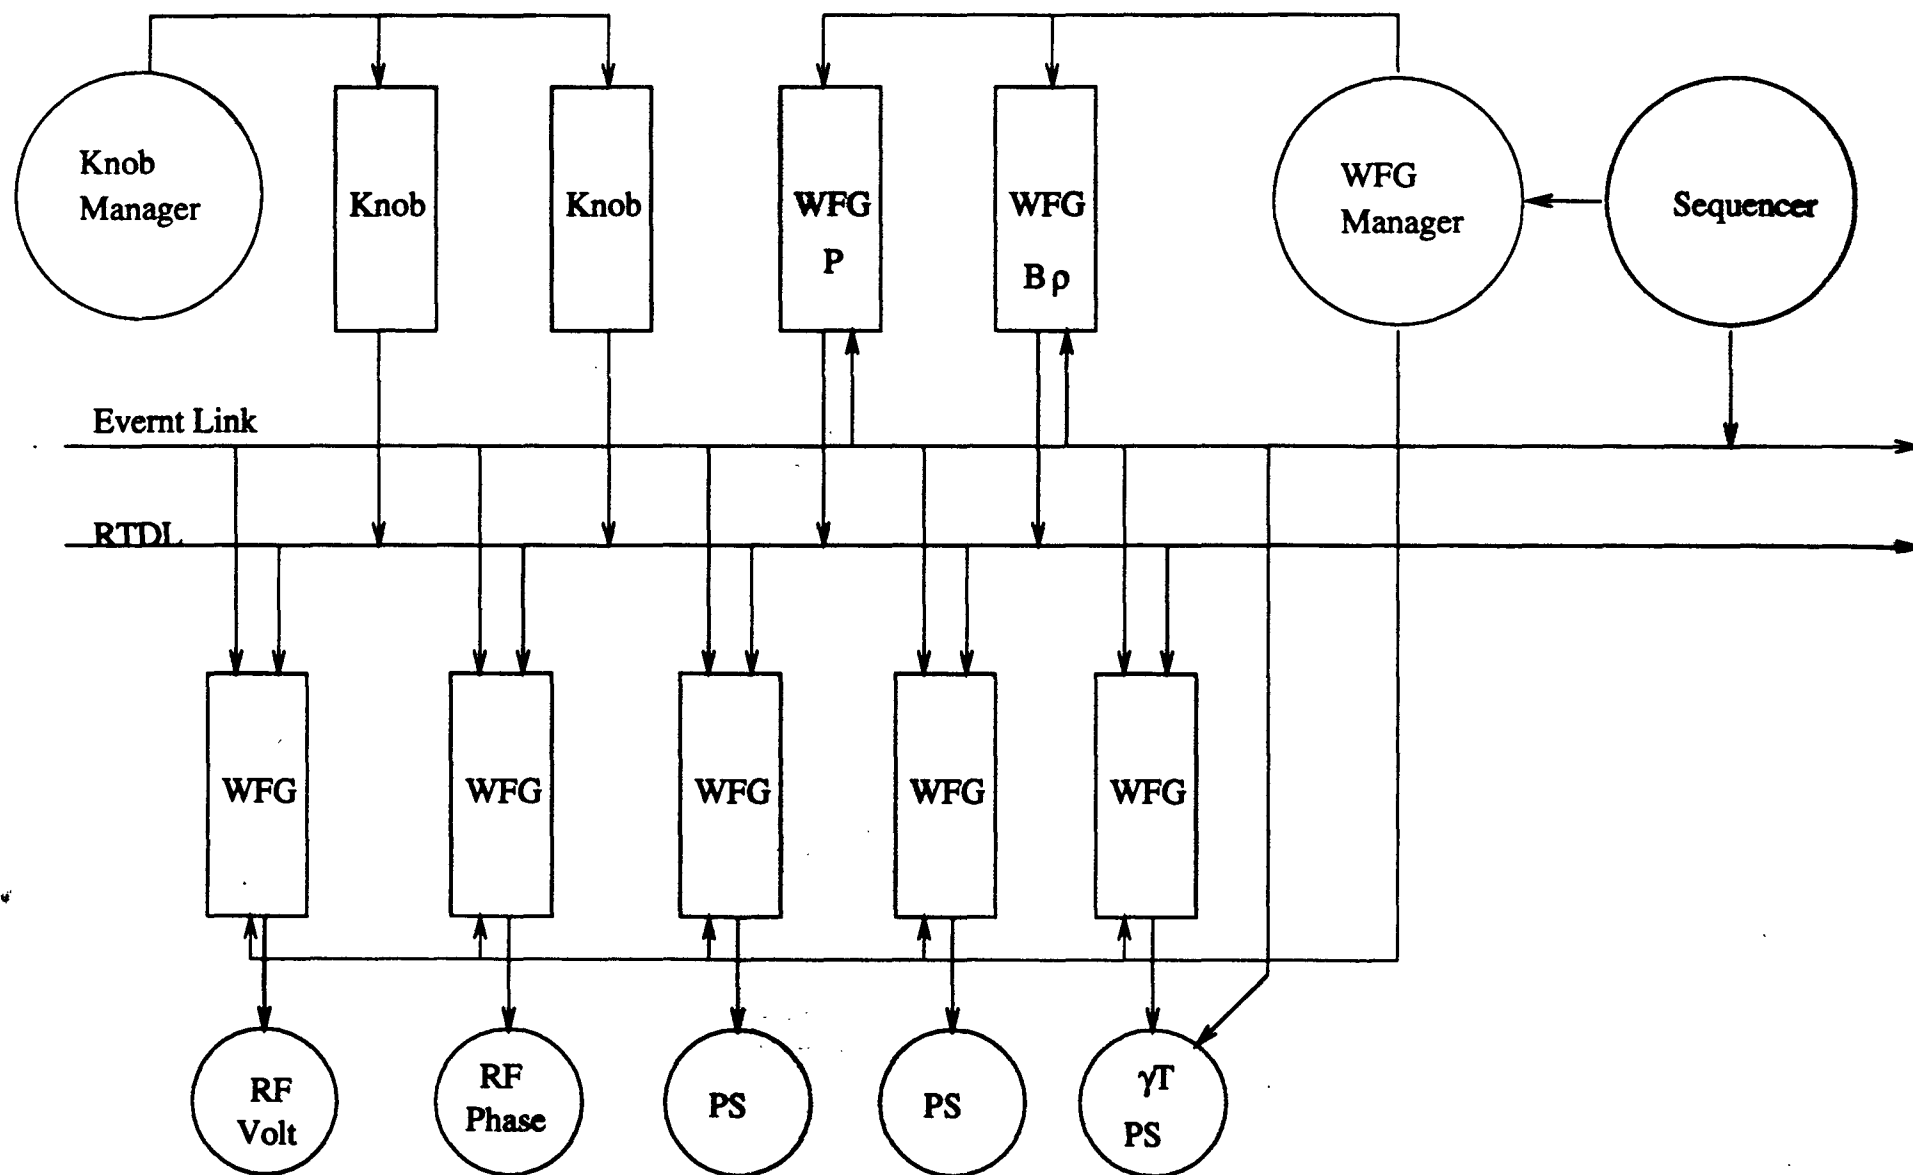 Knob
Manager
Knob
Knob
WFG
P
WFG
B ρ
WFG
Manager
Sequencer
Evernt Link
RTDL
WFG
WFG
WFG
WFG
WFG
RF
Volt
RF
Phase
PS
PS
γT
PS